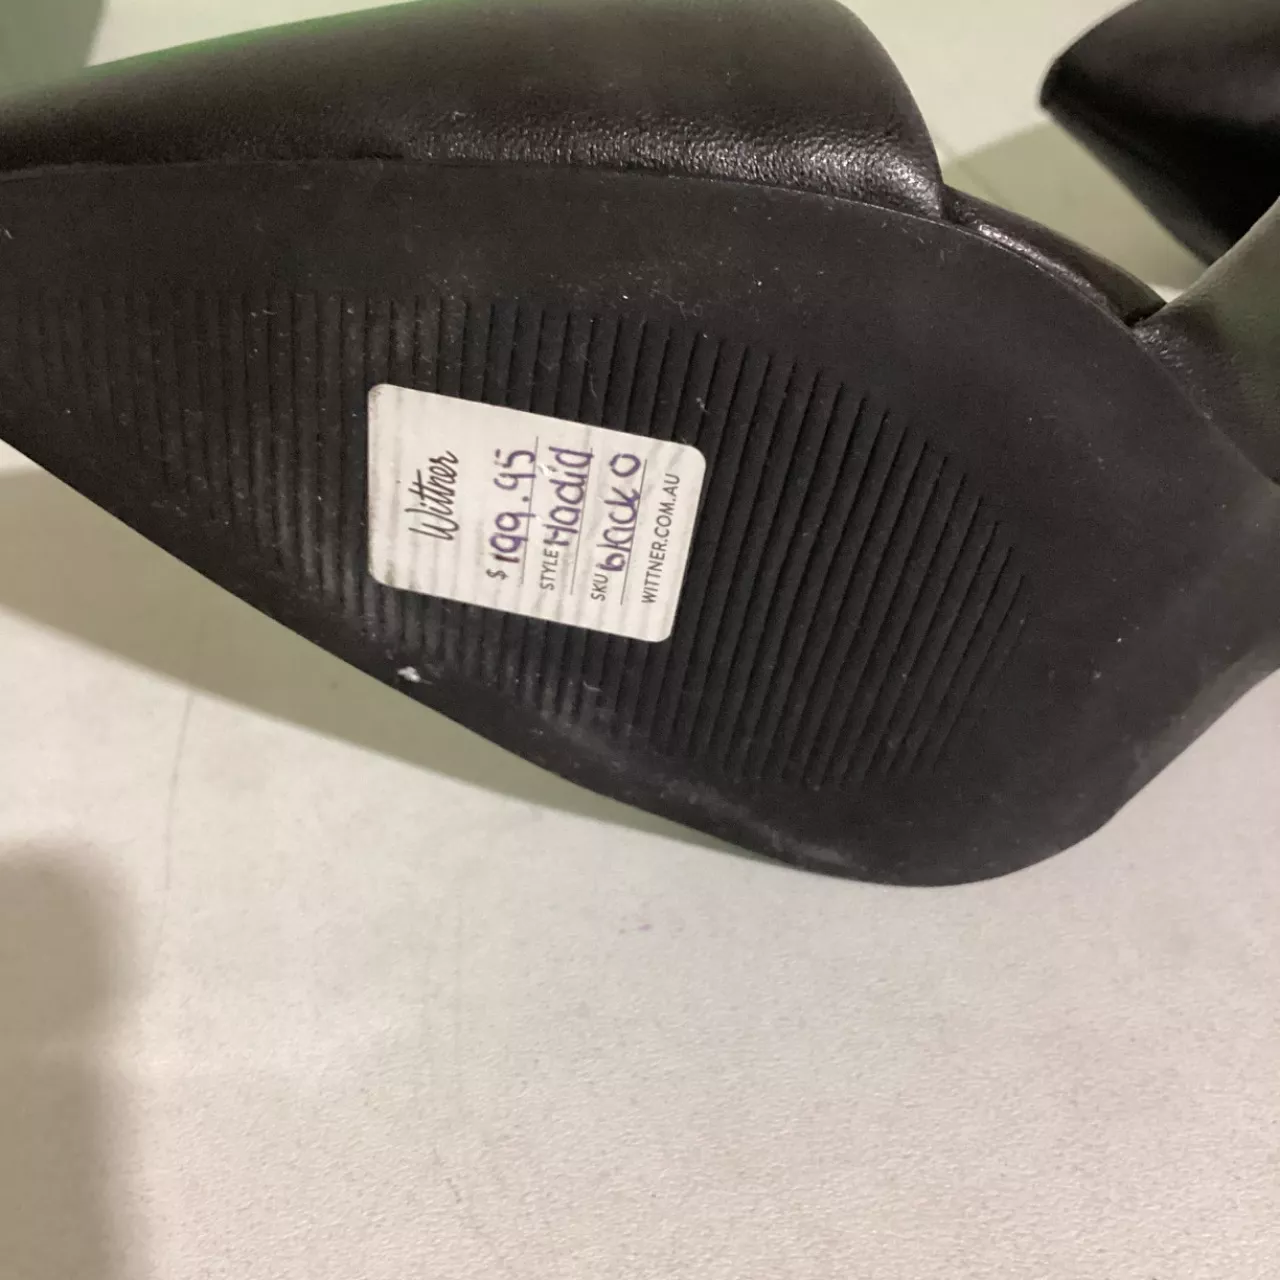 Wittner
$ 199.95
STYLE Hadid
SKU black 0
WITTNER.COM.AU